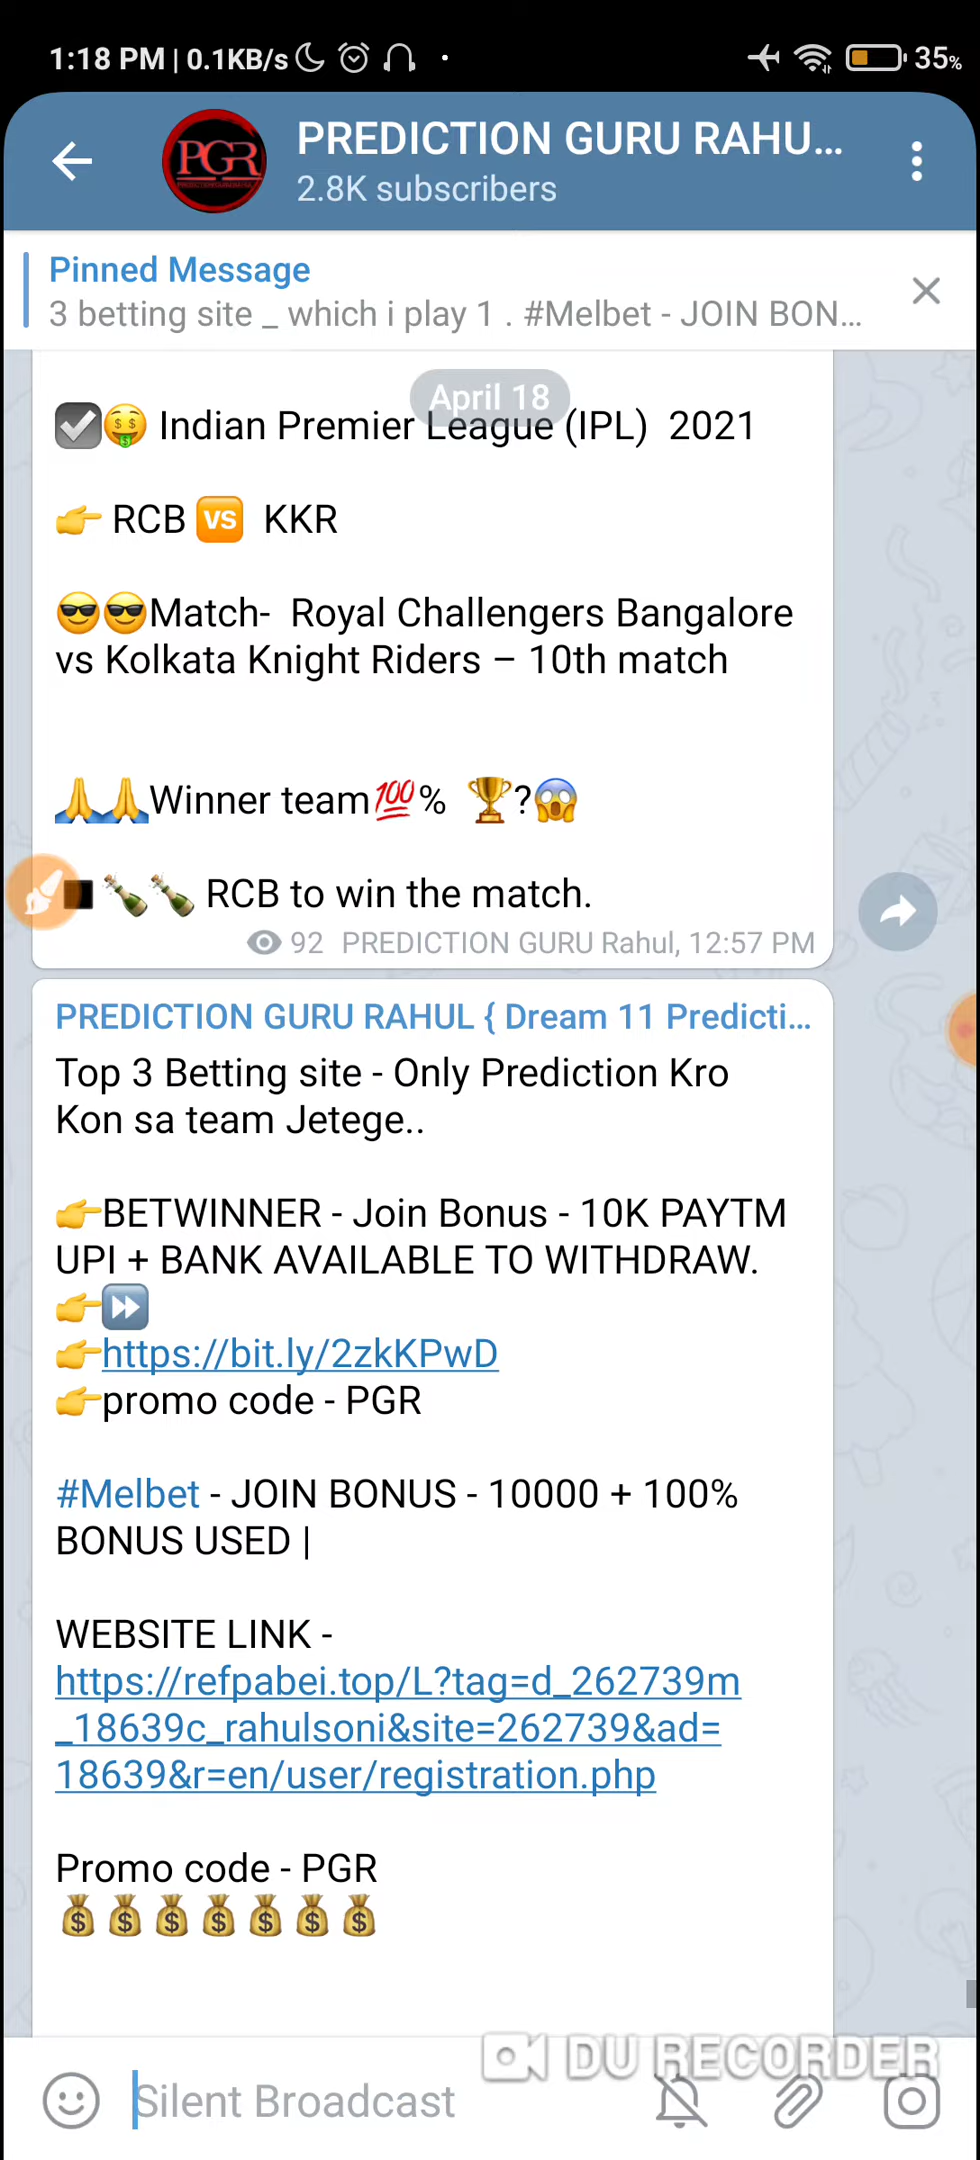 1:18 PM | 0.1KB/s
35%
PGR
PREDICTION GURU RAHU...
2.8K subscribers
Pinned Message
3 betting site _ which i play 1 . #Melbet - JOIN BON...
April 18
Indian Premier League (IPL) 2021
👉 RCB 🆚 KKR
😎😎Match- Royal Challengers Bangalore
vs Kolkata Knight Riders – 10th match
🙏🙏Winner team💯% 🏆?😱
🍾🍾 RCB to win the match.
92 PREDICTION GURU Rahul, 12:57 PM
PREDICTION GURU RAHUL { Dream 11 Predicti...
Top 3 Betting site - Only Prediction Kro
Kon sa team Jetege..
👉BETWINNER - Join Bonus - 10K PAYTM
UPI + BANK AVAILABLE TO WITHDRAW.
👉⏩
👉https://bit.ly/2zkKPwD
👉promo code - PGR
#Melbet - JOIN BONUS - 10000 + 100%
BONUS USED |
WEBSITE LINK -
https://refpabei.top/L?tag=d_262739m
_18639c_rahulsoni&site=262739&ad=
18639&r=en/user/registration.php
Promo code - PGR
💰💰💰💰💰💰💰
DU RECORDER
Silent Broadcast